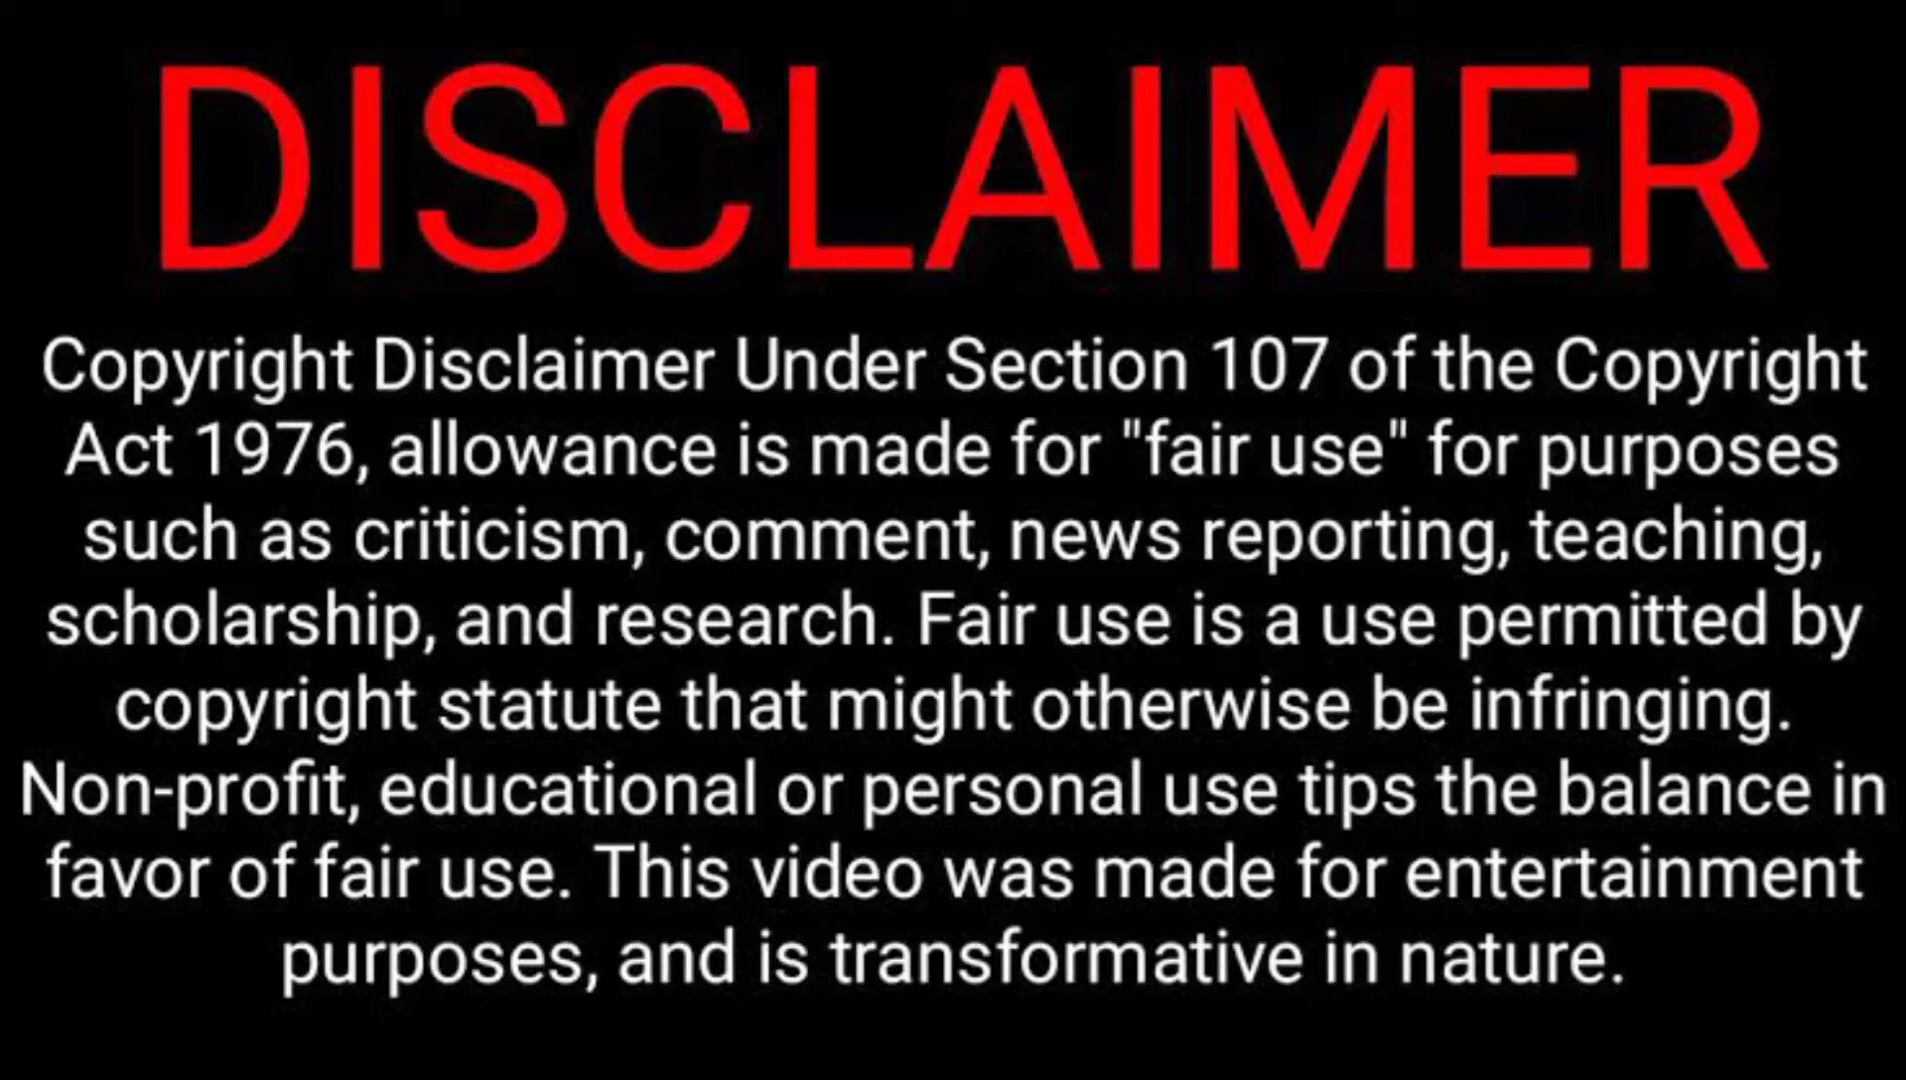 DISCLAIMER
Copyright Disclaimer Under Section 107 of the Copyright
Act 1976, allowance is made for "fair use" for purposes
such as criticism, comment, news reporting, teaching,
scholarship, and research. Fair use is a use permitted by
copyright statute that might otherwise be infringing.
Non-profit, educational or personal use tips the balance in
favor of fair use. This video was made for entertainment
purposes, and is transformative in nature.